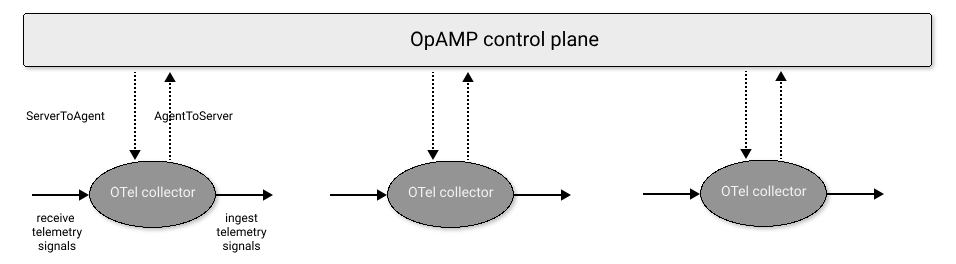 OpAMP control plane
ServerToAgent
AgentToServer
OTel collector
OTel collector
OTel collector
receive
telemetry
signals
ingest
telemetry
signals